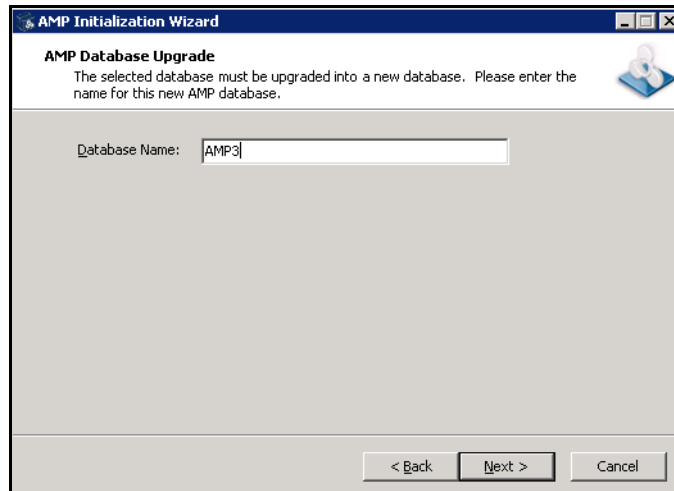 AMP Initialization Wizard
AMP Database Upgrade
The selected database must be upgraded into a new database. Please enter the
name for this new AMP database.
Database Name: AMP3
< Back Next > Cancel